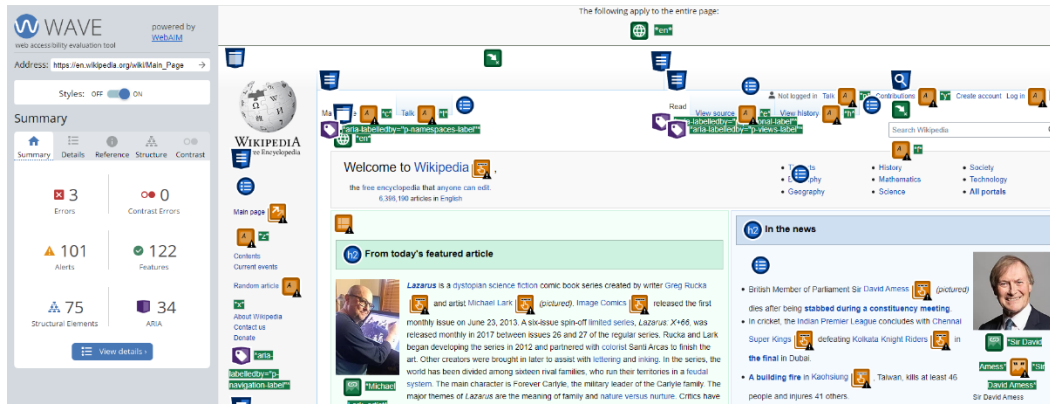 WAVE
web accessibility evaluation tool
powered by
WebAIM
Address: https://en.wikipedia.org/wiki/Main_Page →
Styles: OFF ON
Summary
Summary Details Reference Structure Contrast
3
Errors
0
Contrast Errors
101
Alerts
122
Features
75
Structural Elements
34
ARIA
View details ›
The following apply to the entire page:
*en*
WIKIPEDIA
Encyclopedia
Main page
Contents
Current events
Random article
*x*
About Wikipedia
Contact us
Donate
*aria-
labelledby="p-
navigation-label"*
Talk
*aria-labelledby="p-namespaces-label"*
*en*
Read
View source
View history
*aria-labelledby="p-views-label"*
Not logged in Talk
Contributions
Create account Log in
Search Wikipedia
Welcome to Wikipedia ,
the free encyclopedia that anyone can edit.
6,396,190 articles in English
• Geography
• History
• Mathematics
• Science
• Society
• Technology
• All portals
h2 From today's featured article
Lazarus is a dystopian science fiction comic book series created by writer Greg Rucka
and artist Michael Lark (pictured). Image Comics released the first
monthly issue on June 23, 2013. A six-issue spin-off limited series, Lazarus: X+66, was
released monthly in 2017 between issues 26 and 27 of the regular series. Rucka and Lark
began developing the series in 2012 and partnered with colorist Santi Arcas to finish the
art. Other creators were brought in later to assist with lettering and inking. In the series, the
world has been divided among sixteen rival families, who run their territories in a feudal
system. The main character is Forever Carlyle, the military leader of the Carlyle family. The
major themes of Lazarus are the meaning of family and nature versus nurture. Critics have
*Michael
h2 In the news
• British Member of Parliament Sir David Amess (pictured)
dies after being stabbed during a constituency meeting.
• In cricket, the Indian Premier League concludes with Chennai
Super Kings defeating Kolkata Knight Riders in
the final in Dubai.
• A building fire in Kaohsiung , Taiwan, kills at least 46
people and injures 41 others.
*Sir David
Amess* *Sir
David Amess*
Sir David Amess